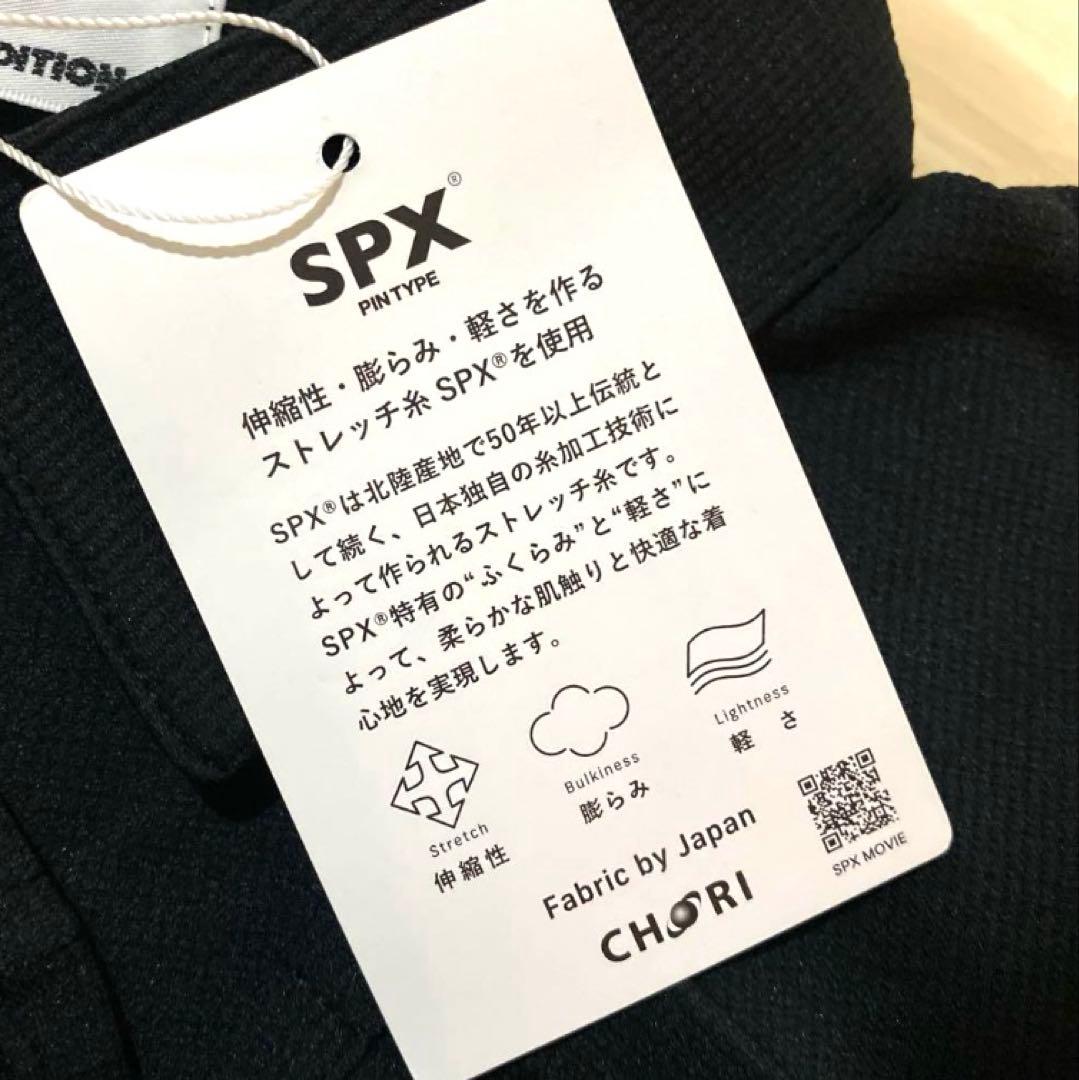 DITION
SPX®
PIN TYPE
伸縮性・膨らみ・軽さを作る
ストレッチ糸 SPX®を使用
SPX®は北陸産地で50年以上伝統と
して続く、日本独自の糸加工技術に
よって作られるストレッチ糸です。
SPX®特有の“ふくらみ”と“軽さ”に
よって、柔らかな肌触りと快適な着
心地を実現します。
Stretch
伸縮性
Bulkiness
膨らみ
Lightness
軽さ
SPX MOVIE
Fabric by Japan
CHORI